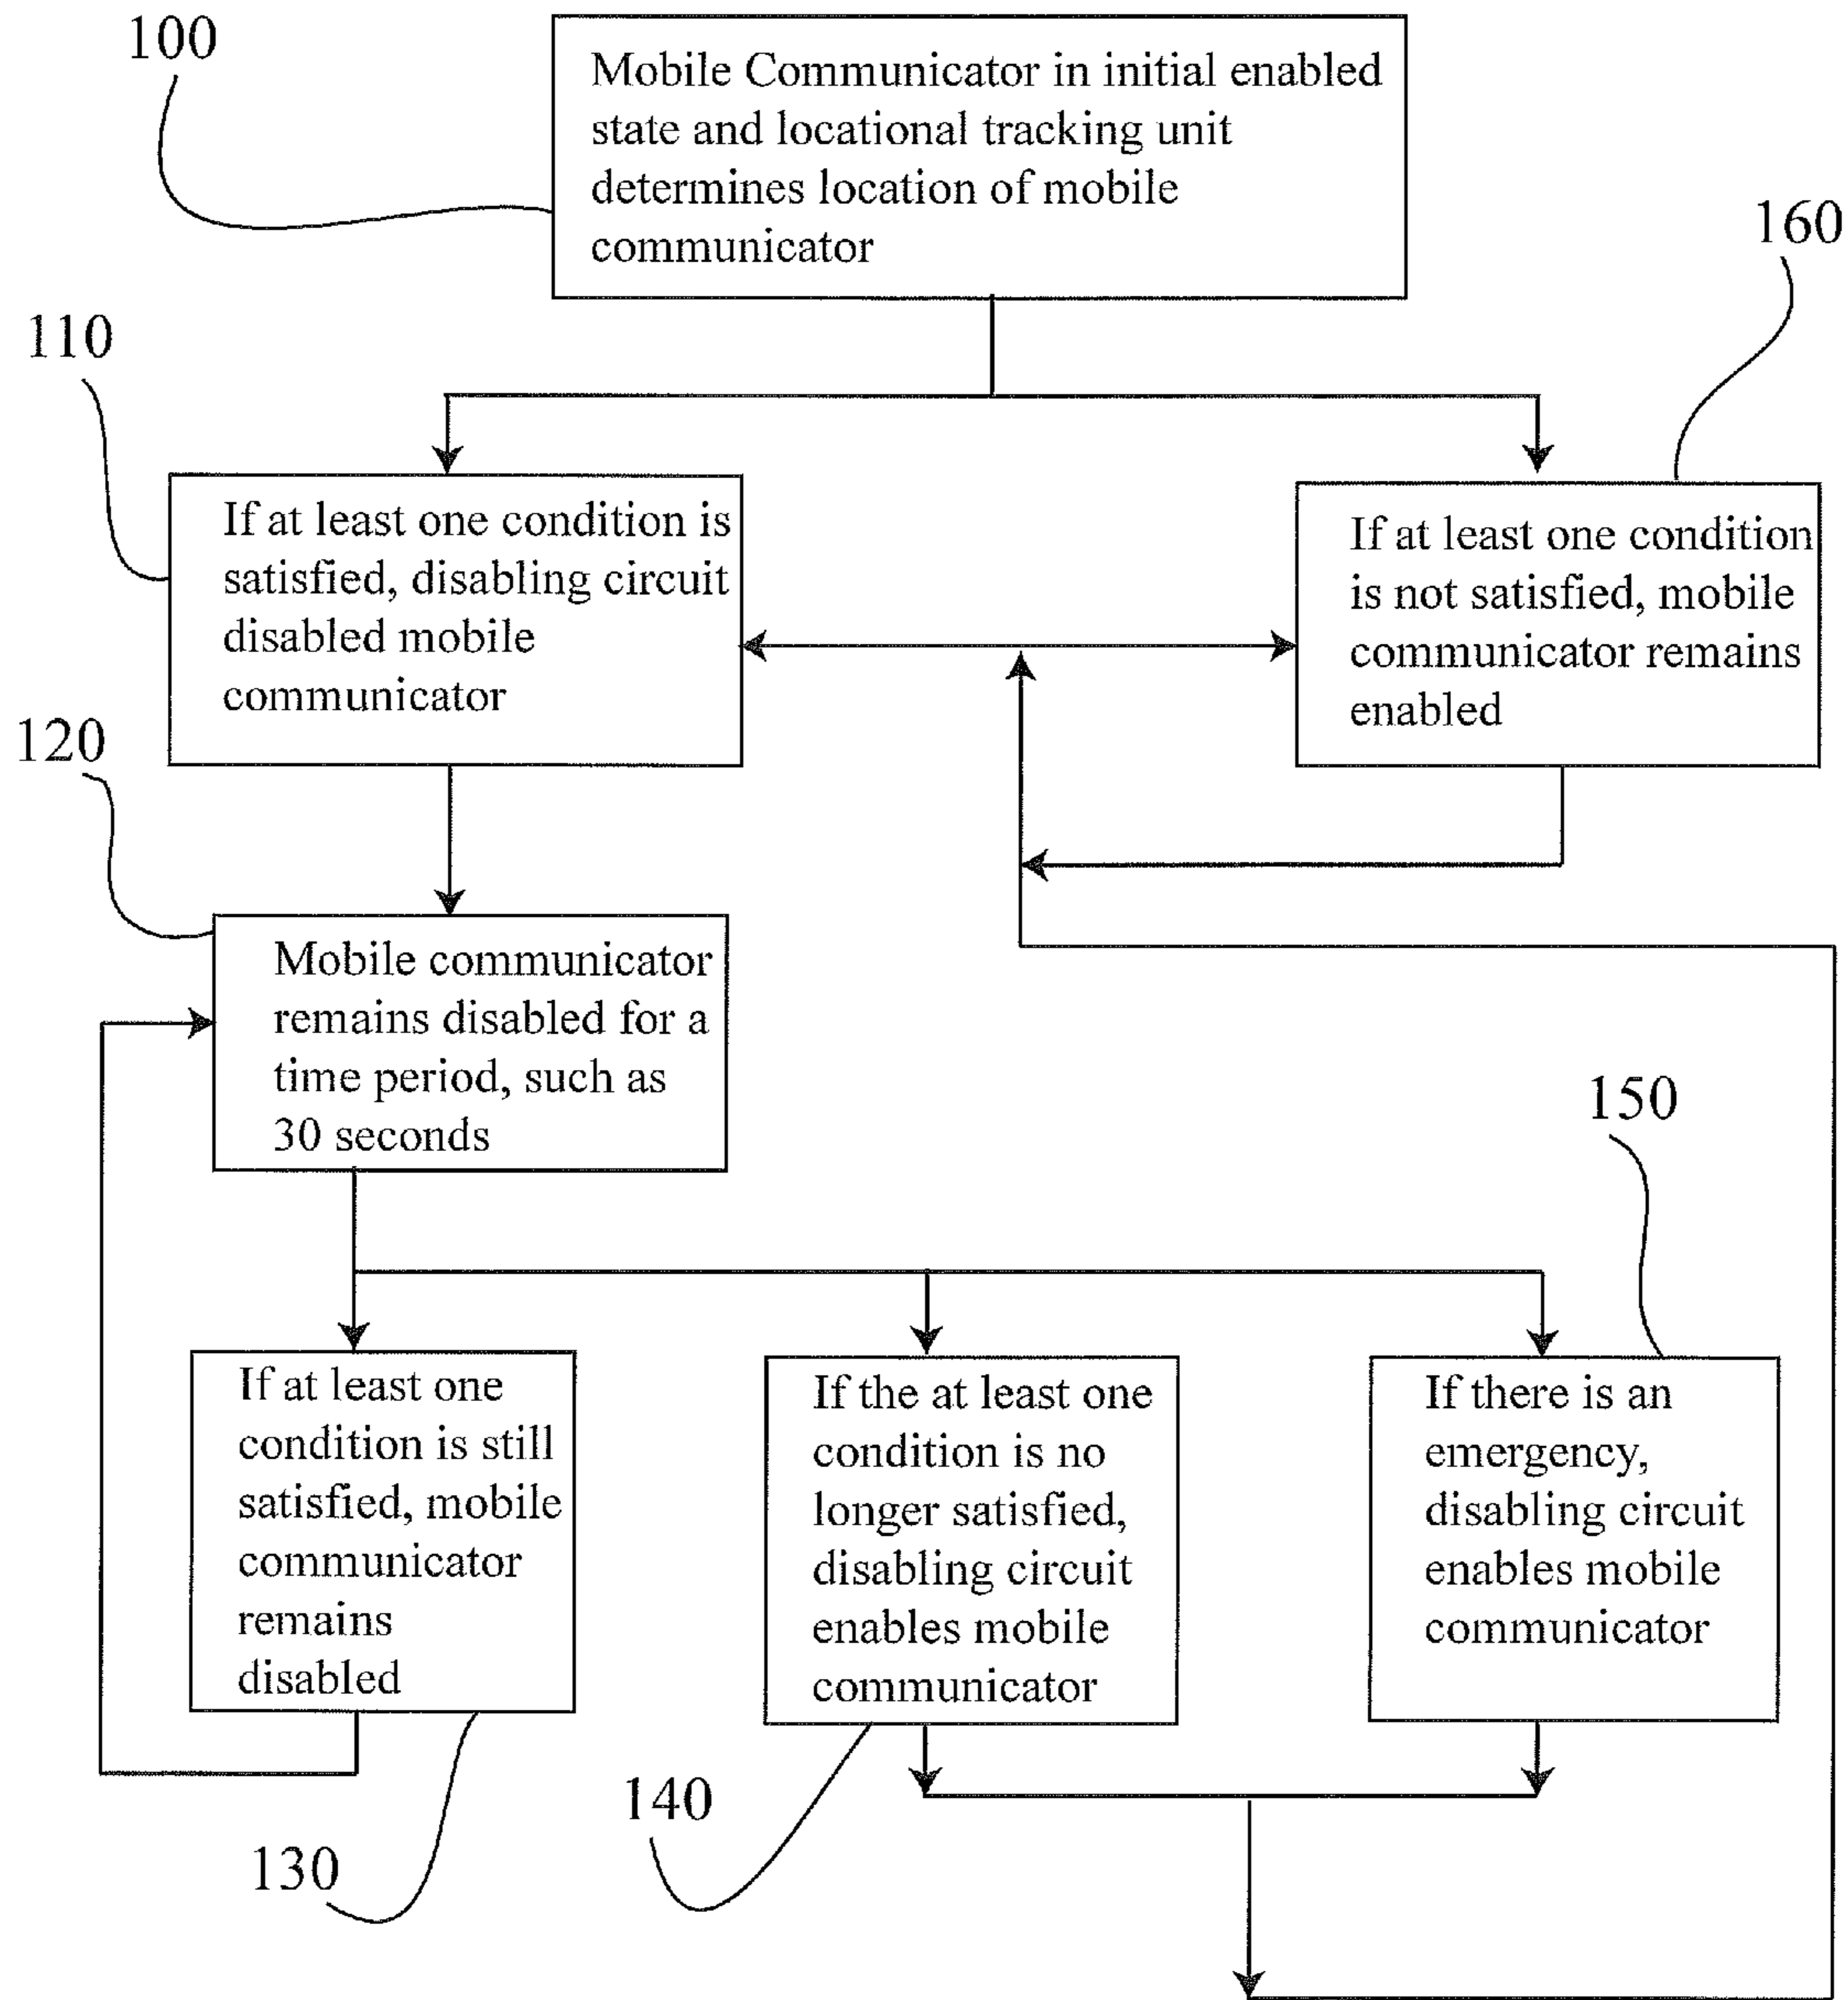 100
Mobile Communicator in initial enabled
state and locational tracking unit
determines location of mobile
communicator
160
110
If at least one condition is
satisfied, disabling circuit
disabled mobile
communicator
If at least one condition
is not satisfied, mobile
communicator remains
enabled
120
Mobile communicator
remains disabled for a
time period, such as
30 seconds
150
If at least one
condition is still
satisfied, mobile
communicator
remains
disabled
If the at least one
condition is no
longer satisfied,
disabling circuit
enables mobile
communicator
If there is an
emergency,
disabling circuit
enables mobile
communicator
140
130